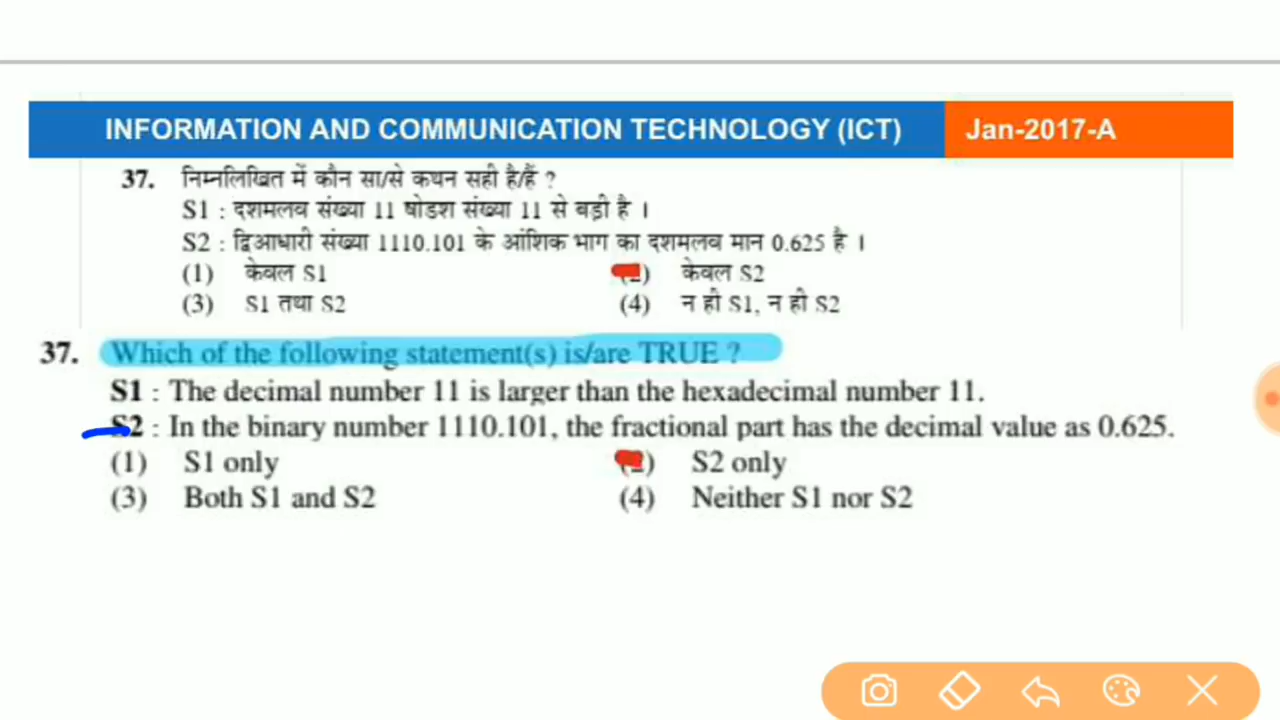 INFORMATION AND COMMUNICATION TECHNOLOGY (ICT) Jan-2017-A
37. निम्नलिखित में कौन सा/से कथन सही है/हैं ?
S1 : दशमलव संख्या 11 षोडश संख्या 11 से बड़ी है ।
S2 : द्विआधारी संख्या 1110.101 के आंशिक भाग का दशमलव मान 0.625 है ।
(1) केवल S1 ) केवल S2
(3) S1 तथा S2 (4) न ही S1, न ही S2
37. Which of the following statement(s) is/are TRUE ?
S1 : The decimal number 11 is larger than the hexadecimal number 11.
S2 : In the binary number 1110.101, the fractional part has the decimal value as 0.625.
(1) S1 only ) S2 only
(3) Both S1 and S2 (4) Neither S1 nor S2